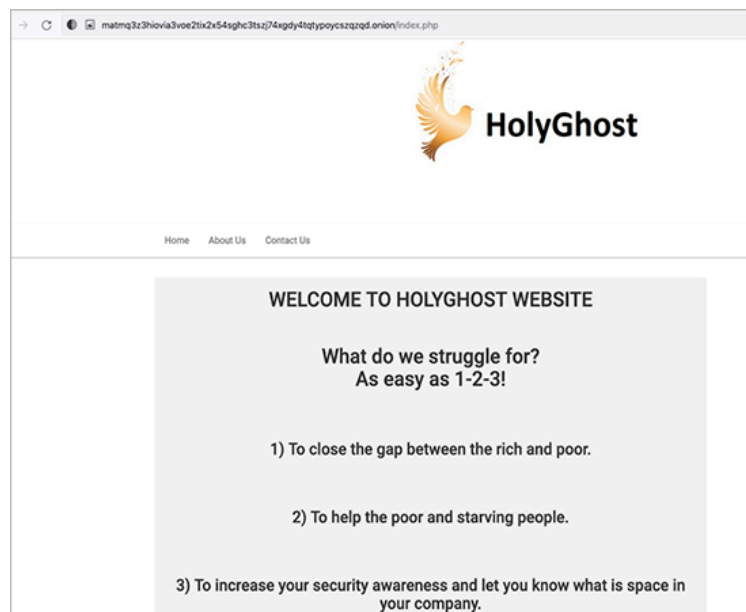 matmq3z3hiovia3voe2tix2x54sghc3tszj74xgdy4tqtypoycszqzqd.onion/index.php
HolyGhost
Home About Us Contact Us
WELCOME TO HOLYGHOST WEBSITE
What do we struggle for?
As easy as 1-2-3!
1) To close the gap between the rich and poor.
2) To help the poor and starving people.
3) To increase your security awareness and let you know what is space in
your company.